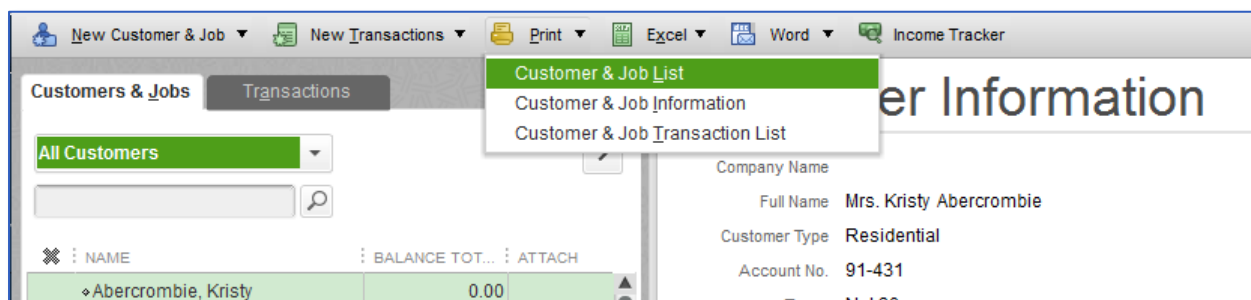 New Customer & Job New Transactions Print Excel Word Income Tracker
Customer & Job List
Customer & Job Information
Customer & Job Transaction List
Customers & Jobs Transactions
er Information
All Customers
Company Name
Full Name Mrs. Kristy Abercrombie
Customer Type Residential
Account No. 91-431
NAME BALANCE TOT... ATTACH
Abercrombie, Kristy 0.00